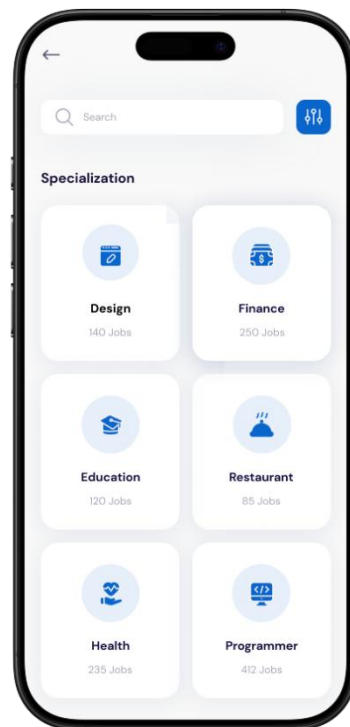 Search
Specialization
Design
140 Jobs
Finance
250 Jobs
Education
120 Jobs
Restaurant
85 Jobs
Health
235 Jobs
Programmer
412 Jobs